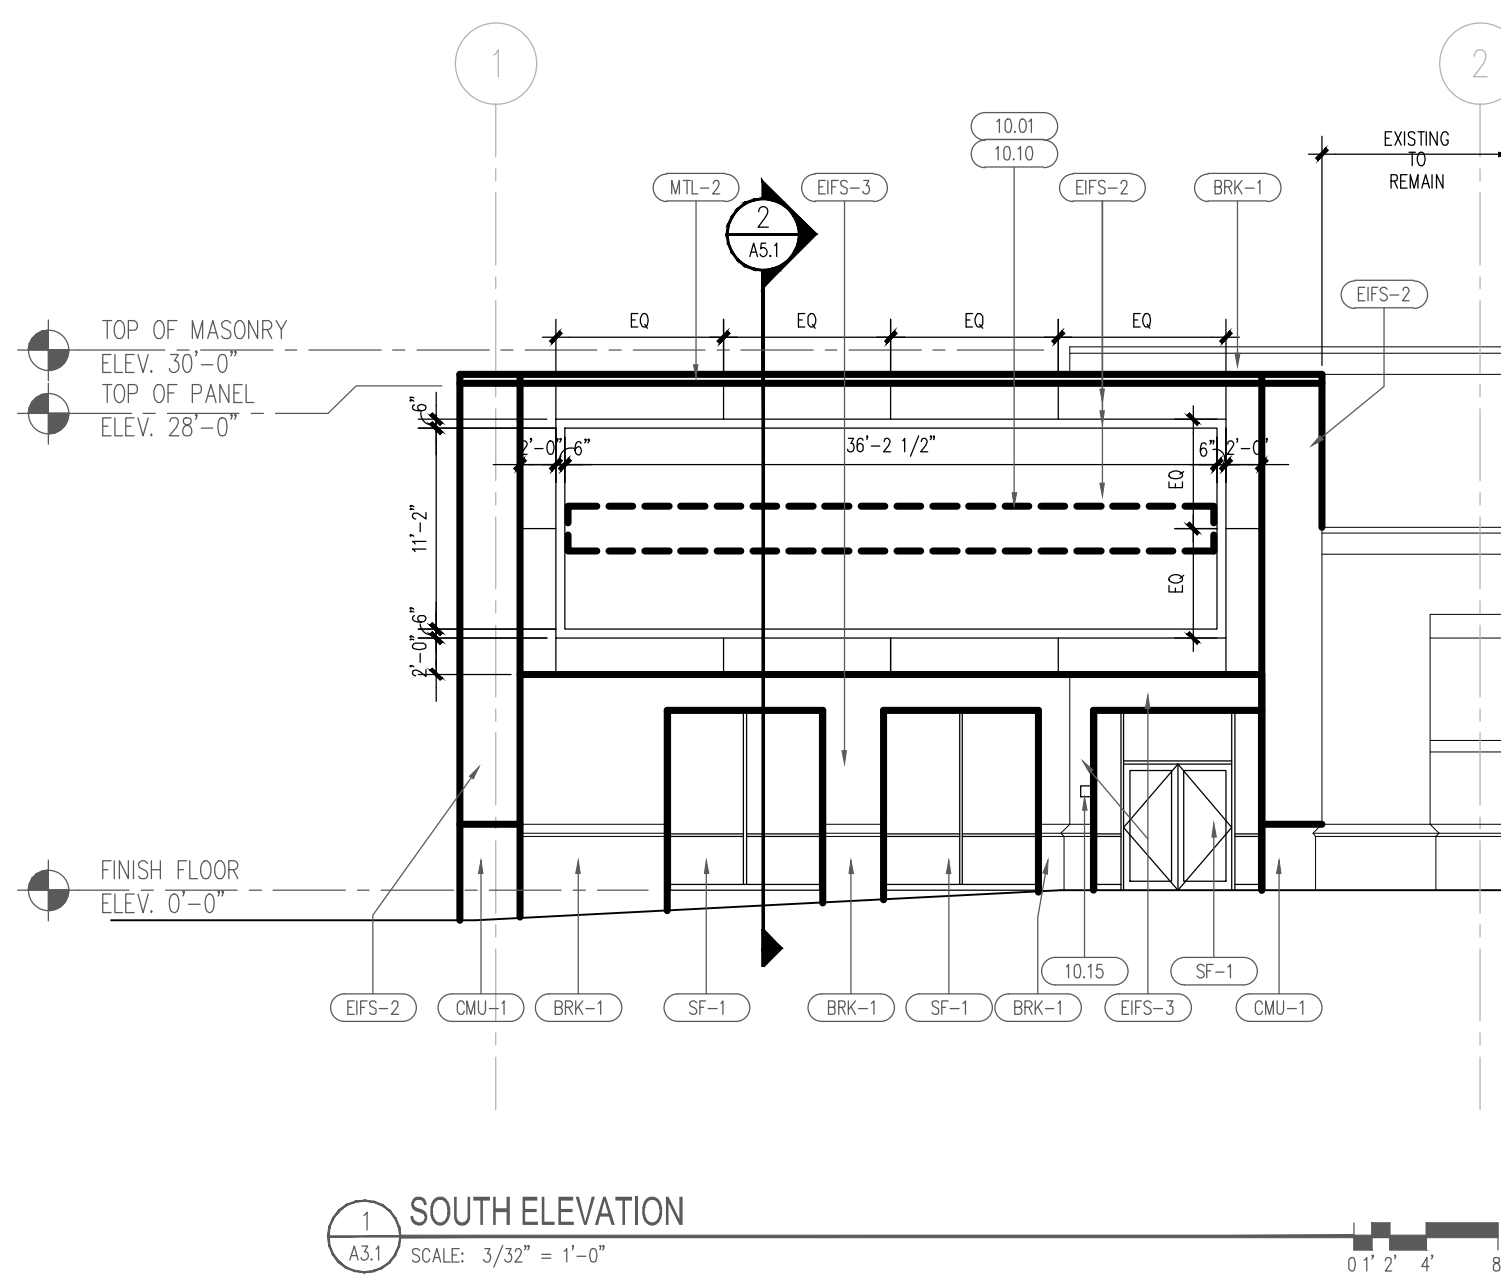 1
2
10.01
10.10
EXISTING
TO
REMAIN
MTL-2
EIFS-3
EIFS-2
BRK-1
2
A5.1
EIFS-2
EQ
EQ
EQ
EQ
TOP OF MASONRY
ELEV. 30'-0"
TOP OF PANEL
ELEV. 28'-0"
6"
2'-0"
6"
36'-2 1/2"
6"
2'-0"
EQ
11'-2"
EQ
6"
2'-0"
FINISH FLOOR
ELEV. 0'-0"
10.15
SF-1
EIFS-2
CMU-1
BRK-1
SF-1
BRK-1
SF-1
BRK-1
EIFS-3
CMU-1
1
A3.1
SOUTH ELEVATION
SCALE: 3/32" = 1'-0"
0 1' 2' 4' 8